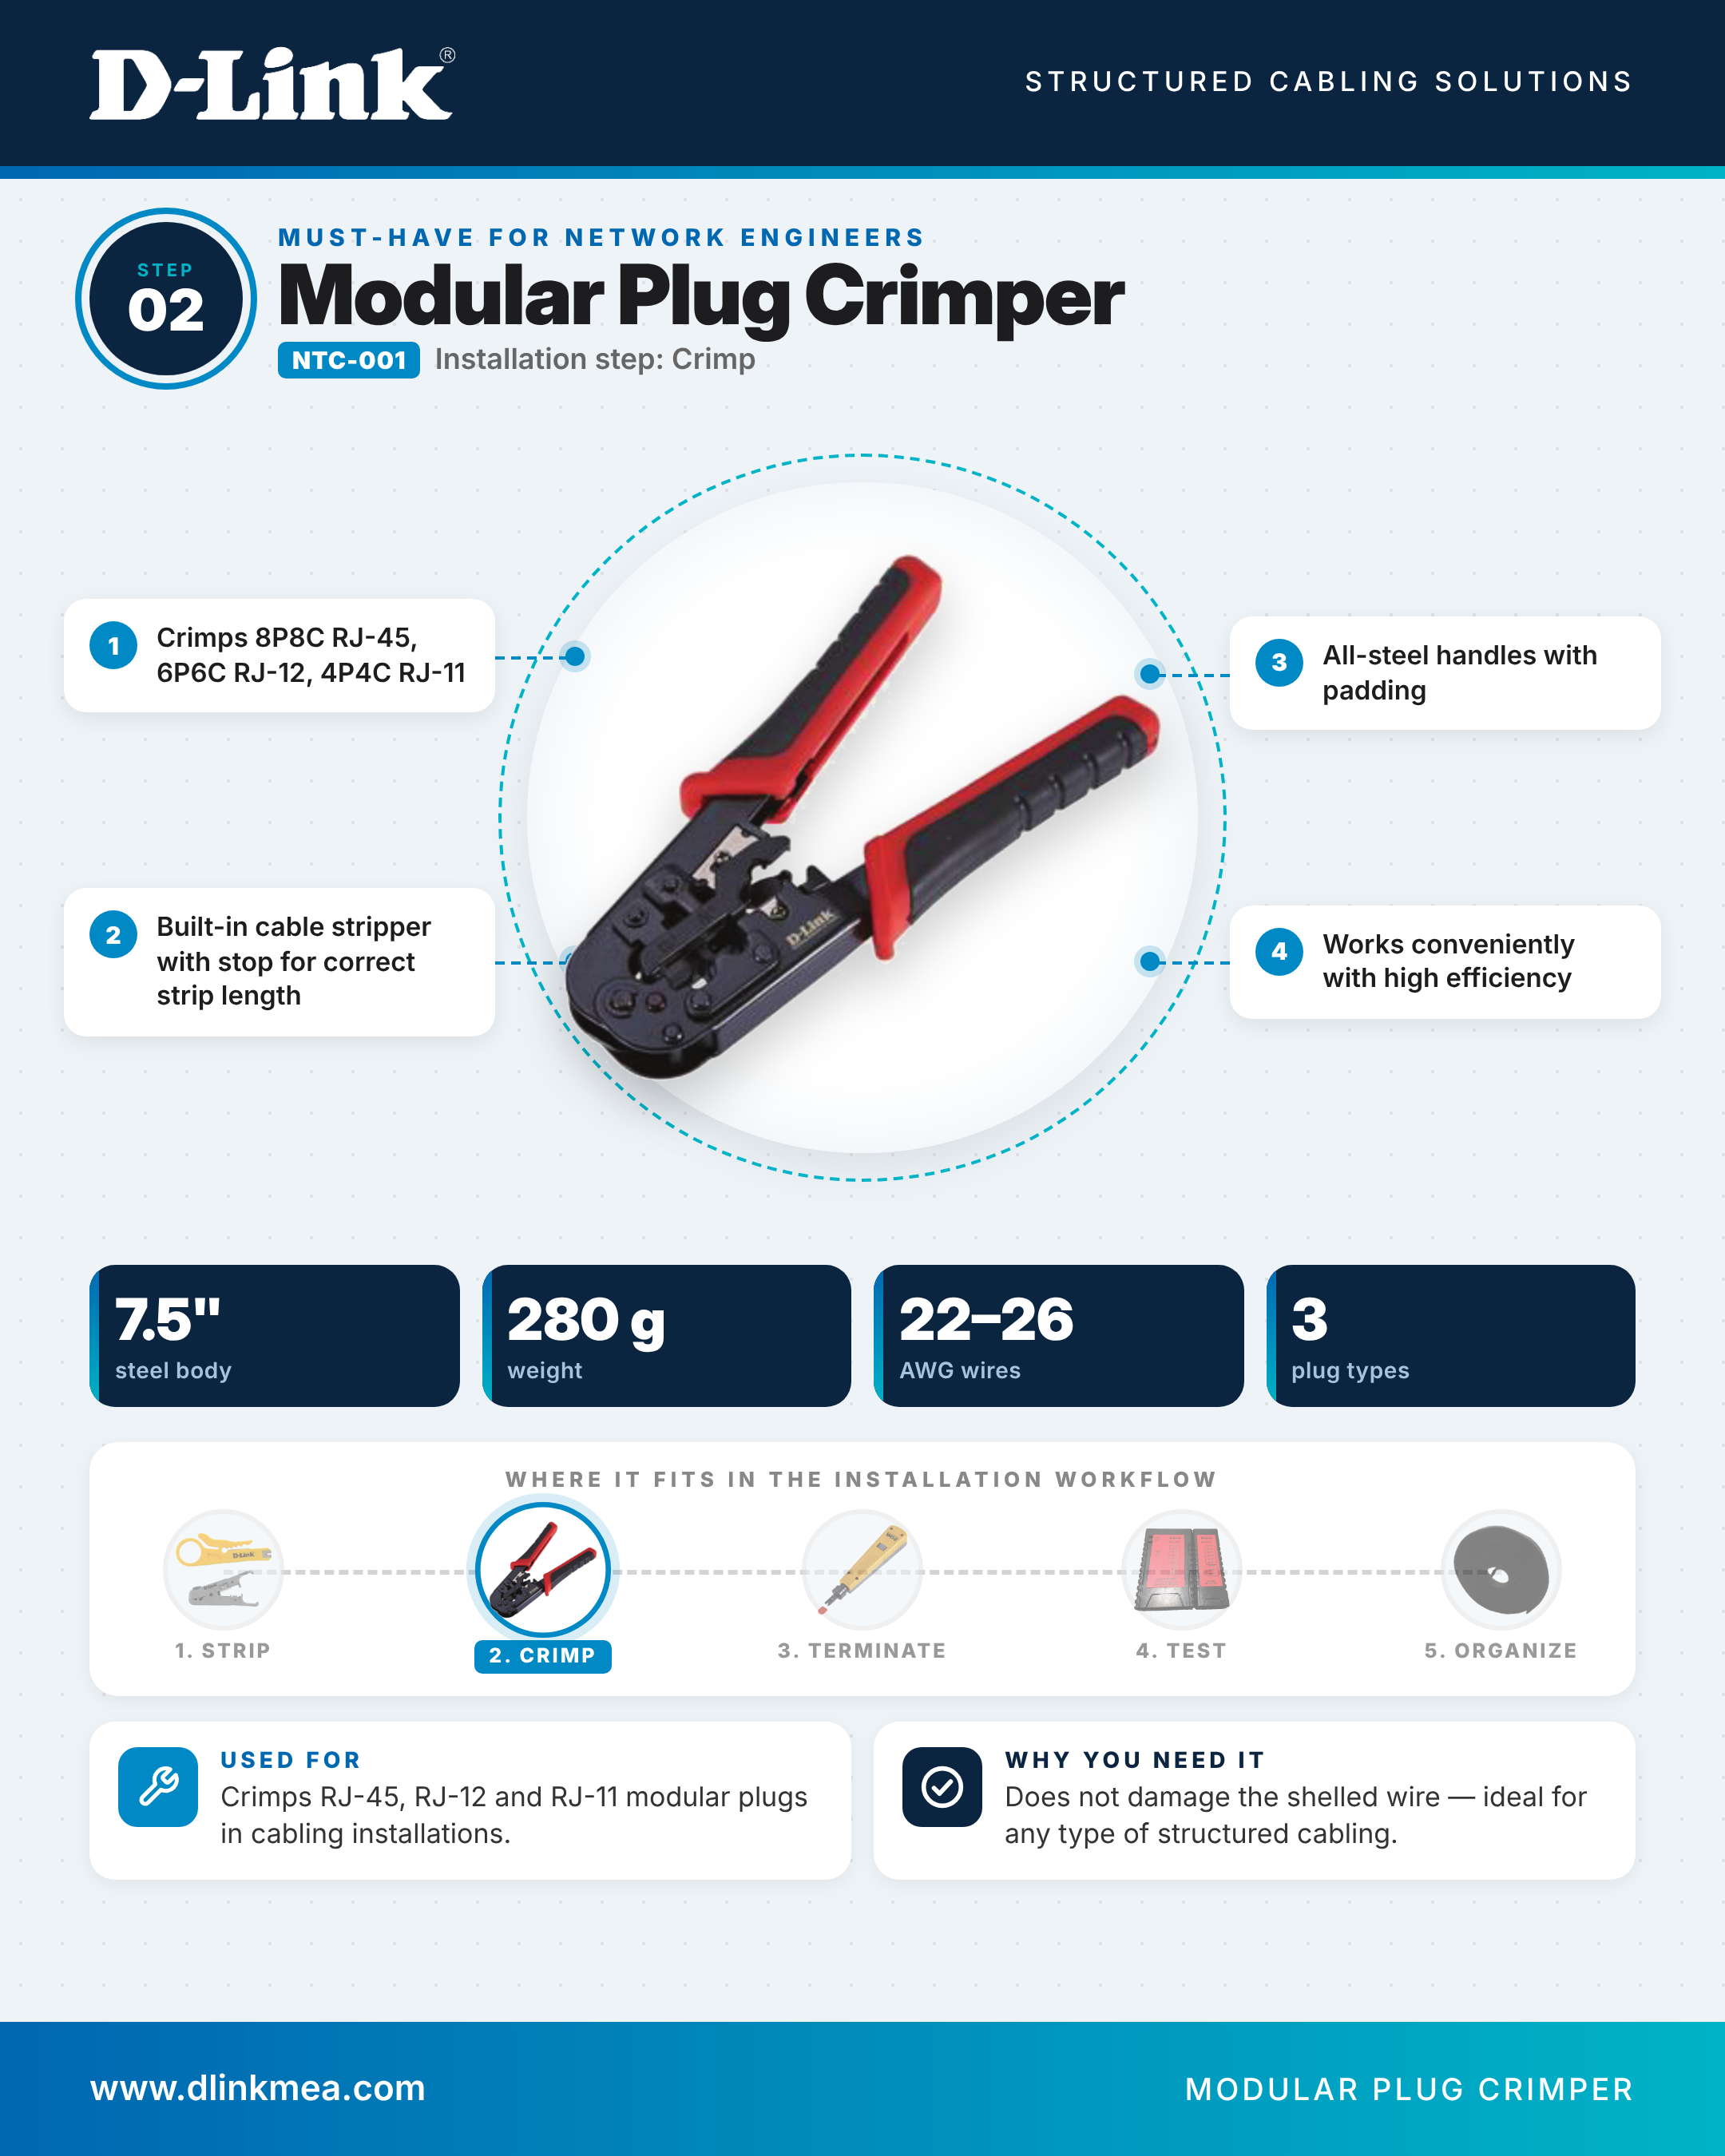 D-Link®
STRUCTURED CABLING SOLUTIONS
STEP
02
MUST-HAVE FOR NETWORK ENGINEERS
Modular Plug Crimper
NTC-001 Installation step: Crimp
1 Crimps 8P8C RJ-45,
6P6C RJ-12, 4P4C RJ-11
3 All-steel handles with
padding
2 Built-in cable stripper
with stop for correct
strip length
4 Works conveniently
with high efficiency
D-Link
7.5"
steel body
280 g
weight
22–26
AWG wires
3
plug types
WHERE IT FITS IN THE INSTALLATION WORKFLOW
D-Link
1. STRIP
2. CRIMP
3. TERMINATE
4. TEST
5. ORGANIZE
USED FOR
Crimps RJ-45, RJ-12 and RJ-11 modular plugs
in cabling installations.
WHY YOU NEED IT
Does not damage the shelled wire — ideal for
any type of structured cabling.
www.dlinkmea.com
MODULAR PLUG CRIMPER